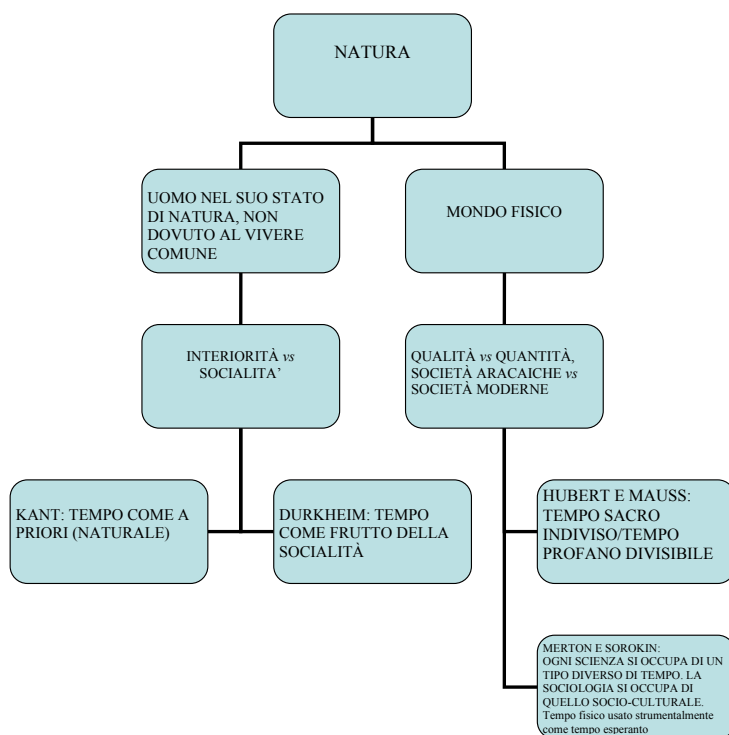 NATURA
UOMO NEL SUO STATO
DI NATURA, NON
DOVUTO AL VIVERE
COMUNE
MONDO FISICO
INTERIORITÀ vs
SOCIALITA’
QUALITÀ vs QUANTITÀ,
SOCIETÀ ARACAICHE vs
SOCIETÀ MODERNE
KANT: TEMPO COME A
PRIORI (NATURALE)
DURKHEIM: TEMPO
COME FRUTTO DELLA
SOCIALITÀ
HUBERT E MAUSS:
TEMPO SACRO
INDIVISO/TEMPO
PROFANO DIVISIBILE
MERTON E SOROKIN:
OGNI SCIENZA SI OCCUPA DI UN
TIPO DIVERSO DI TEMPO. LA
SOCIOLOGIA SI OCCUPA DI
QUELLO SOCIO-CULTURALE.
Tempo fisico usato strumentalmente
come tempo esperanto